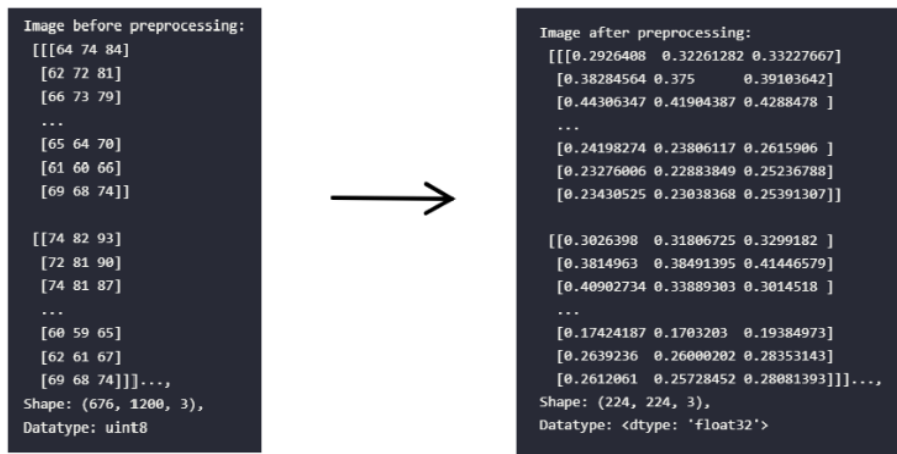 Image before preprocessing:
[[[64 74 84]
[62 72 81]
[66 73 79]
...
[65 64 70]
[61 60 66]
[69 68 74]]
[[74 82 93]
[72 81 90]
[74 81 87]
...
[60 59 65]
[62 61 67]
[69 68 74]]]...,
Shape: (676, 1200, 3),
Datatype: uint8
Image after preprocessing:
[[[0.2926408 0.32261282 0.33227667]
[0.38284564 0.375 0.39103642]
[0.44306347 0.41904387 0.4288478 ]
...
[0.24198274 0.23806117 0.2615906 ]
[0.23276006 0.22883849 0.25236788]
[0.23430525 0.23038368 0.25391307]]
[[0.3026398 0.31806725 0.3299182 ]
[0.3814963 0.38491395 0.41446579]
[0.40902734 0.33889303 0.3014518 ]
...
[0.17424187 0.1703203 0.19384973]
[0.2639236 0.26000202 0.28353143]
[0.2612061 0.25728452 0.28081393]]]...,
Shape: (224, 224, 3),
Datatype: <dtype: 'float32'>